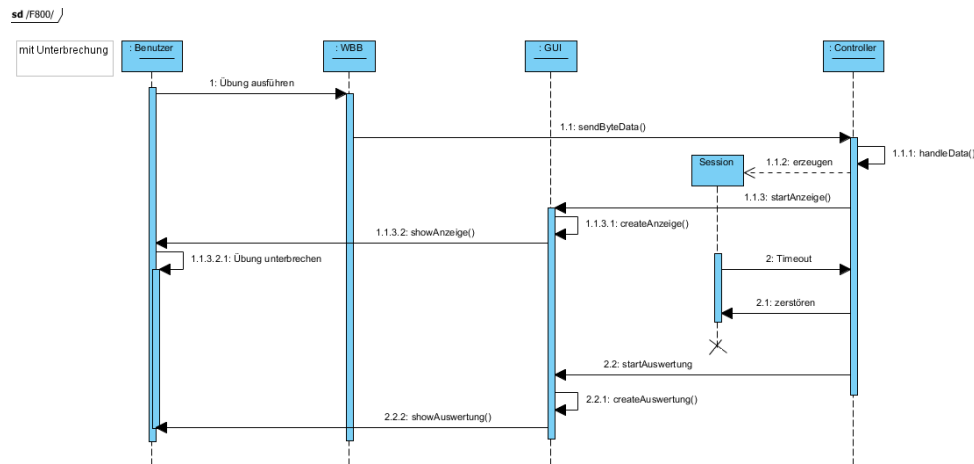 sd /F800/
mit Unterbrechung
: Benutzer
: WBB
: GUI
: Controller
1: Übung ausführen
1.1: sendByteData()
1.1.1: handleData()
Session
1.1.2: erzeugen
1.1.3: startAnzeige()
1.1.3.1: createAnzeige()
1.1.3.2: showAnzeige()
1.1.3.2.1: Übung unterbrechen
2: Timeout
2.1: zerstören
2.2: startAuswertung
2.2.1: createAuswertung()
2.2.2: showAuswertung()